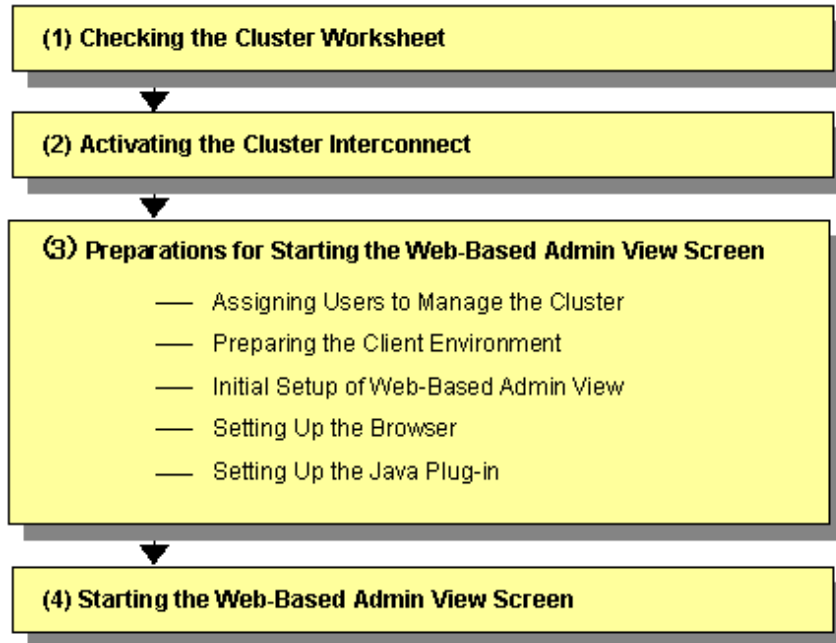 (1) Checking the Cluster Worksheet
(2) Activating the Cluster Interconnect
(3) Preparations for Starting the Web-Based Admin View Screen
Assigning Users to Manage the Cluster
Preparing the Client Environment
Initial Setup of Web-Based Admin View
Setting Up the Browser
Setting Up the Java Plug-in
(4) Starting the Web-Based Admin View Screen